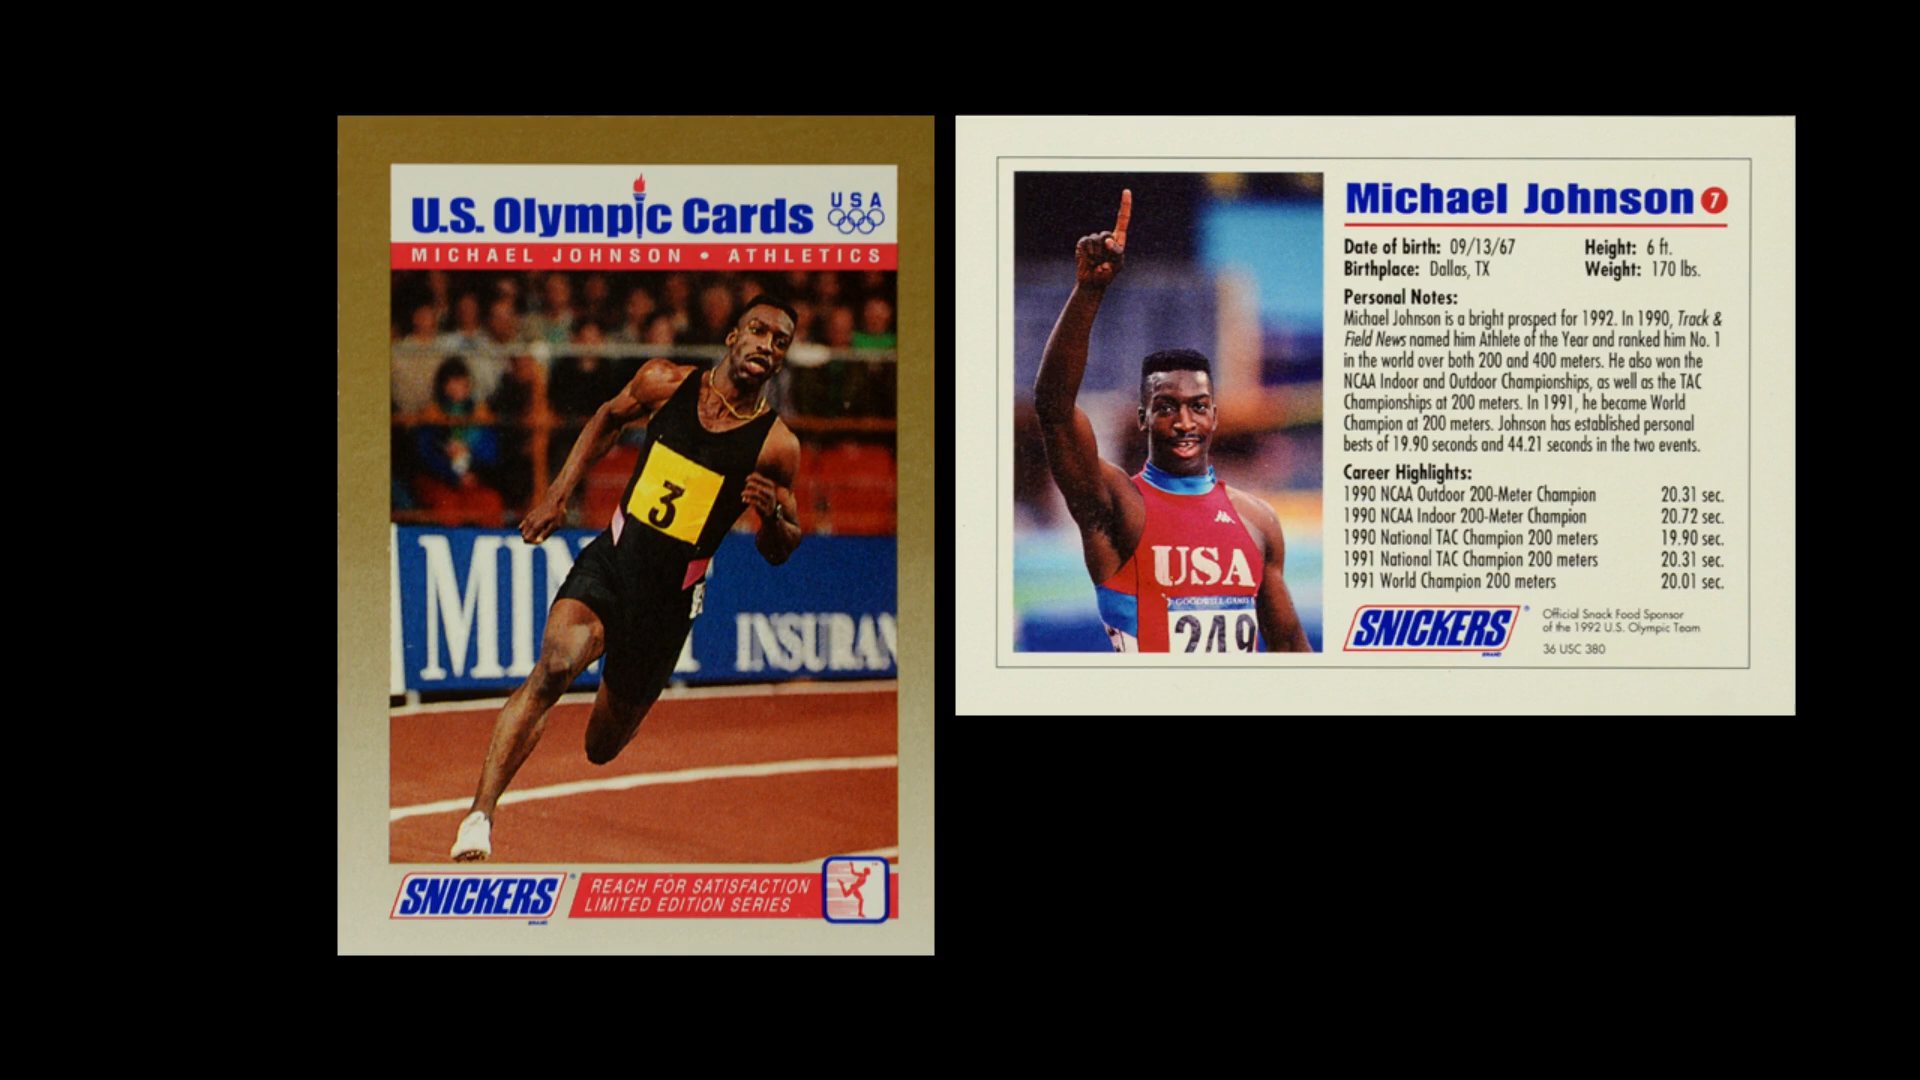 U.S. Olympic Cards
USA
MICHAEL JOHNSON • ATHLETICS
3
INSURAN
SNICKERS®
BRAND
REACH FOR SATISFACTION
LIMITED EDITION SERIES
Michael Johnson 7
Date of birth: 09/13/67 Height: 6 ft.
Birthplace: Dallas, TX Weight: 170 lbs.
Personal Notes:
Michael Johnson is a bright prospect for 1992. In 1990, Track &
Field News named him Athlete of the Year and ranked him No. 1
in the world over both 200 and 400 meters. He also won the
NCAA Indoor and Outdoor Championships, as well as the TAC
Championships at 200 meters. In 1991, he became World
Champion at 200 meters. Johnson has established personal
bests of 19.90 seconds and 44.21 seconds in the two events.
Career Highlights:
1990 NCAA Outdoor 200-Meter Champion 20.31 sec.
1990 NCAA Indoor 200-Meter Champion 20.72 sec.
1990 National TAC Champion 200 meters 19.90 sec.
1991 National TAC Champion 200 meters 20.31 sec.
1991 World Champion 200 meters 20.01 sec.
SNICKERS®
BRAND
Official Snack Food Sponsor
of the 1992 U.S. Olympic Team
36 USC 380
USA
GOODWILL GAMES
249